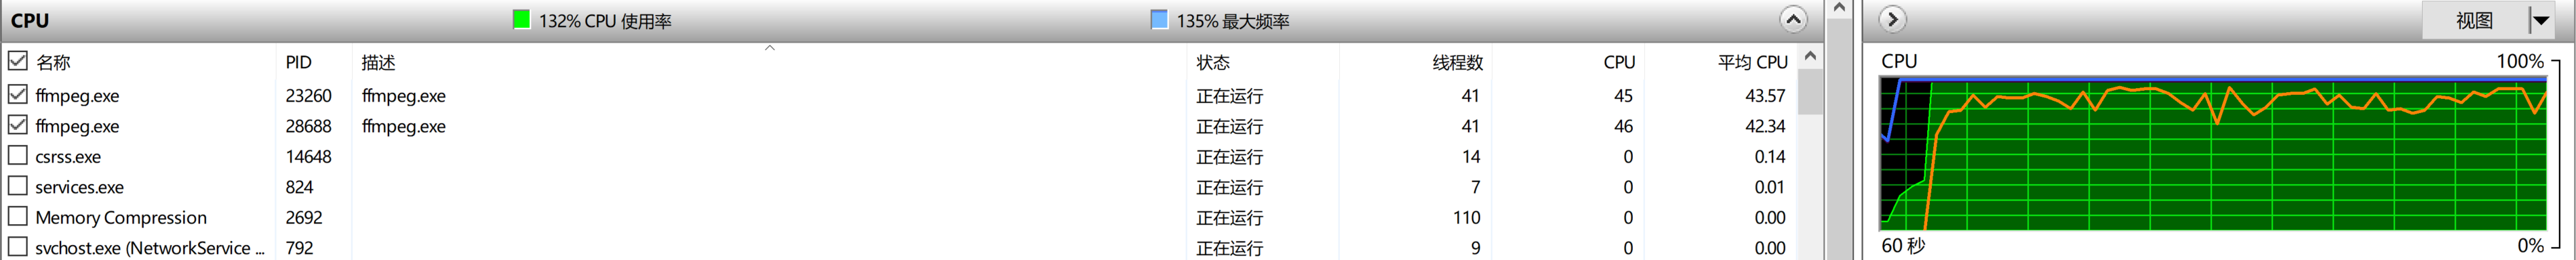 CPU 132% CPU 使用率 135% 最大频率 视图
名称 PID 描述 状态 线程数 CPU 平均 CPU
ffmpeg.exe 23260 ffmpeg.exe 正在运行 41 45 43.57
ffmpeg.exe 28688 ffmpeg.exe 正在运行 41 46 42.34
csrss.exe 14648 正在运行 14 0 0.14
services.exe 824 正在运行 7 0 0.01
Memory Compression 2692 正在运行 110 0 0.00
svchost.exe (NetworkService ... 792 正在运行 9 0 0.00
CPU 100%
60 秒 0%